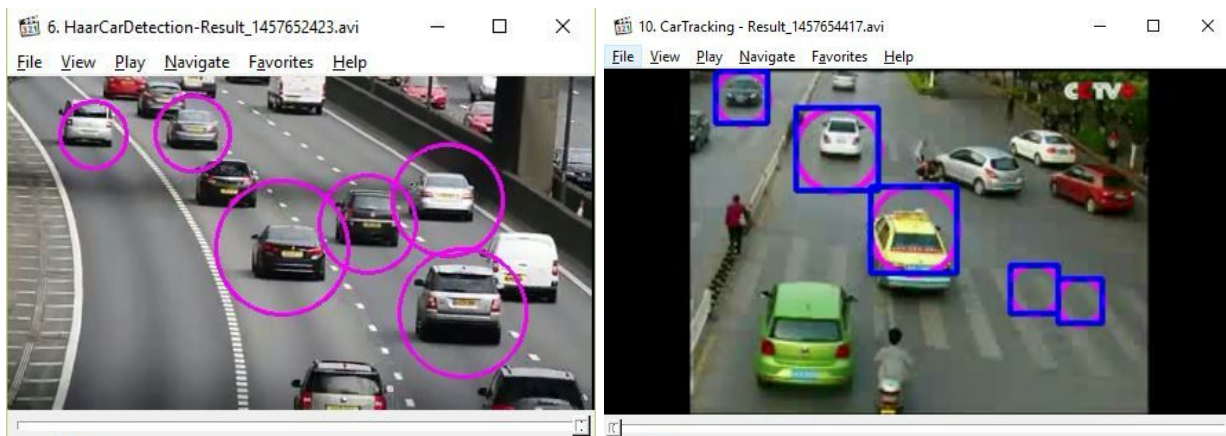 6. HaarCarDetection-Result_1457652423.avi
File View Play Navigate Favorites Help
10. CarTracking - Result_1457654417.avi
File View Play Navigate Favorites Help
CCTV